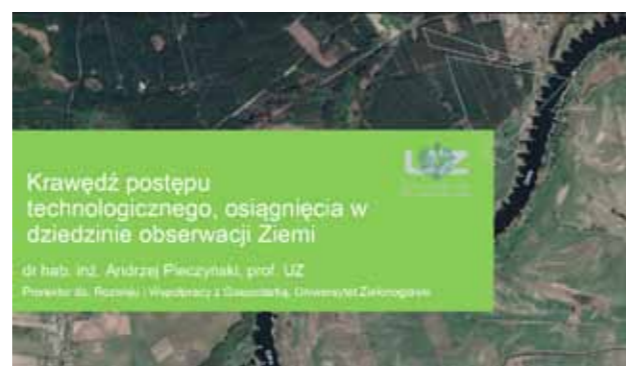 UZ
Krawędź postępu
technologicznego, osiągnięcia w
dziedzinie obserwacji Ziemi
dr hab. inż. Andrzej Pieczyński, prof. UZ
Prorektor ds. Rozwoju i Współpracy z Gospodarką, Uniwersytet Zielonogórski